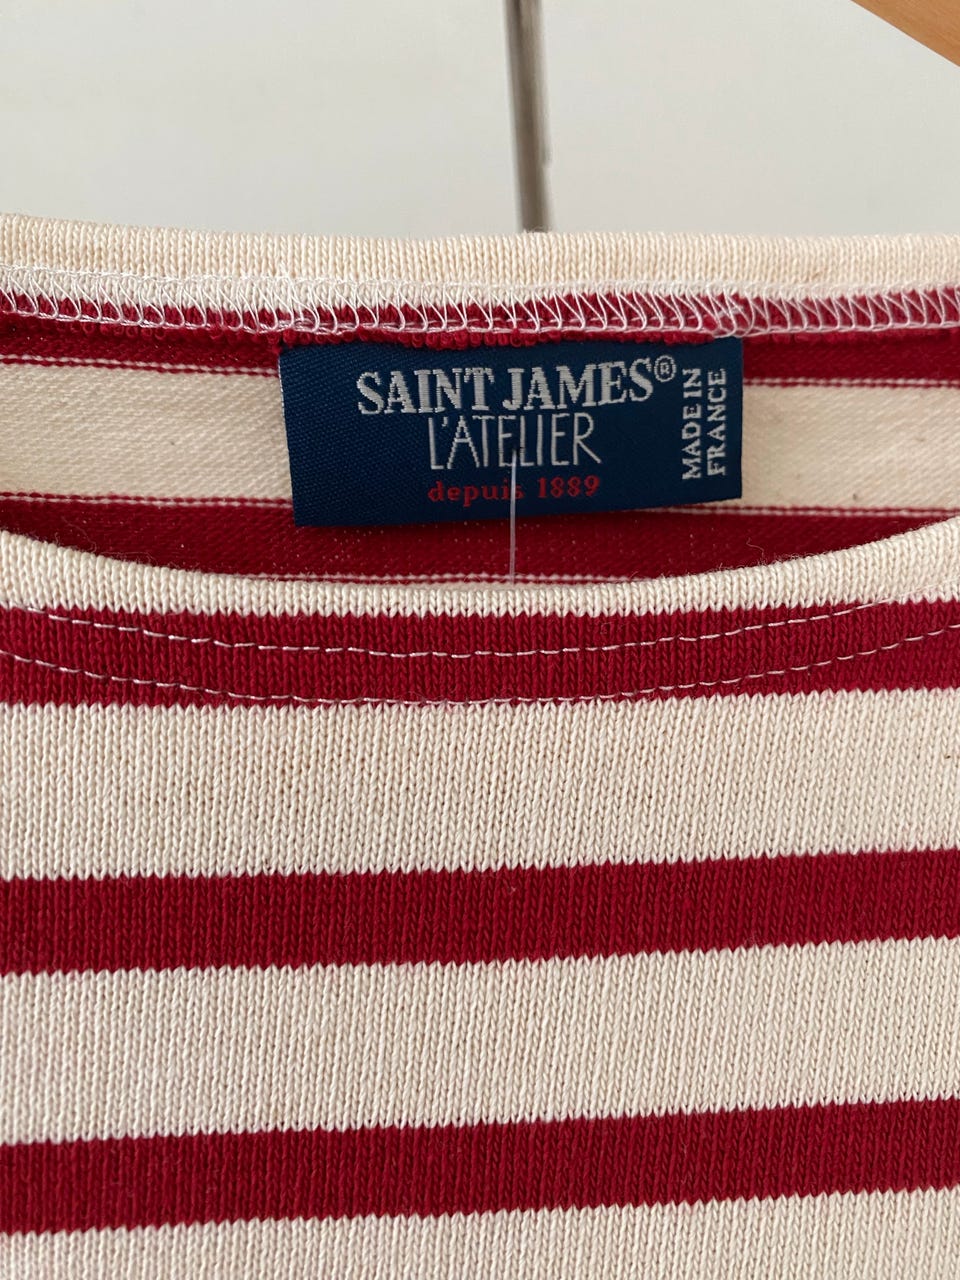 SAINT JAMES®
L'ATELIER
depuis 1889
MADE IN
FRANCE